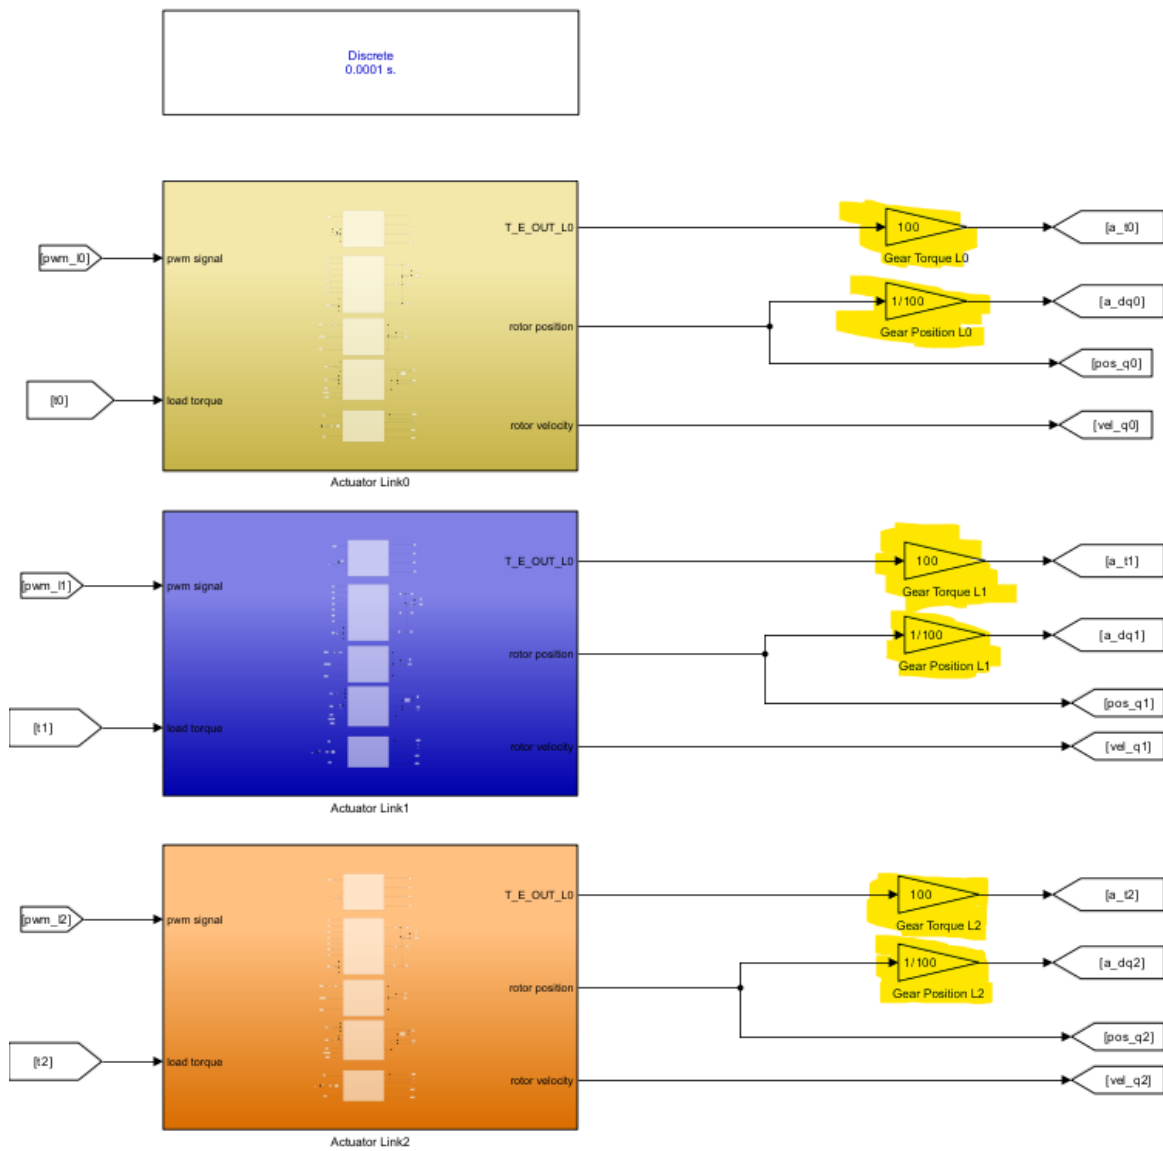 Discrete
0.0001 s.
[pwm_l0]
pwm signal
[t0]
load torque
T_E_OUT_L0
rotor position
rotor velocity
Actuator Link0
100
Gear Torque L0
1/100
Gear Position L0
[a_t0]
[a_dq0]
[pos_q0]
[vel_q0]
[pwm_l1]
pwm signal
[t1]
load torque
T_E_OUT_L0
rotor position
rotor velocity
Actuator Link1
100
Gear Torque L1
1/100
Gear Position L1
[a_t1]
[a_dq1]
[pos_q1]
[vel_q1]
[pwm_l2]
pwm signal
[t2]
load torque
T_E_OUT_L0
rotor position
rotor velocity
Actuator Link2
100
Gear Torque L2
1/100
Gear Position L2
[a_t2]
[a_dq2]
[pos_q2]
[vel_q2]